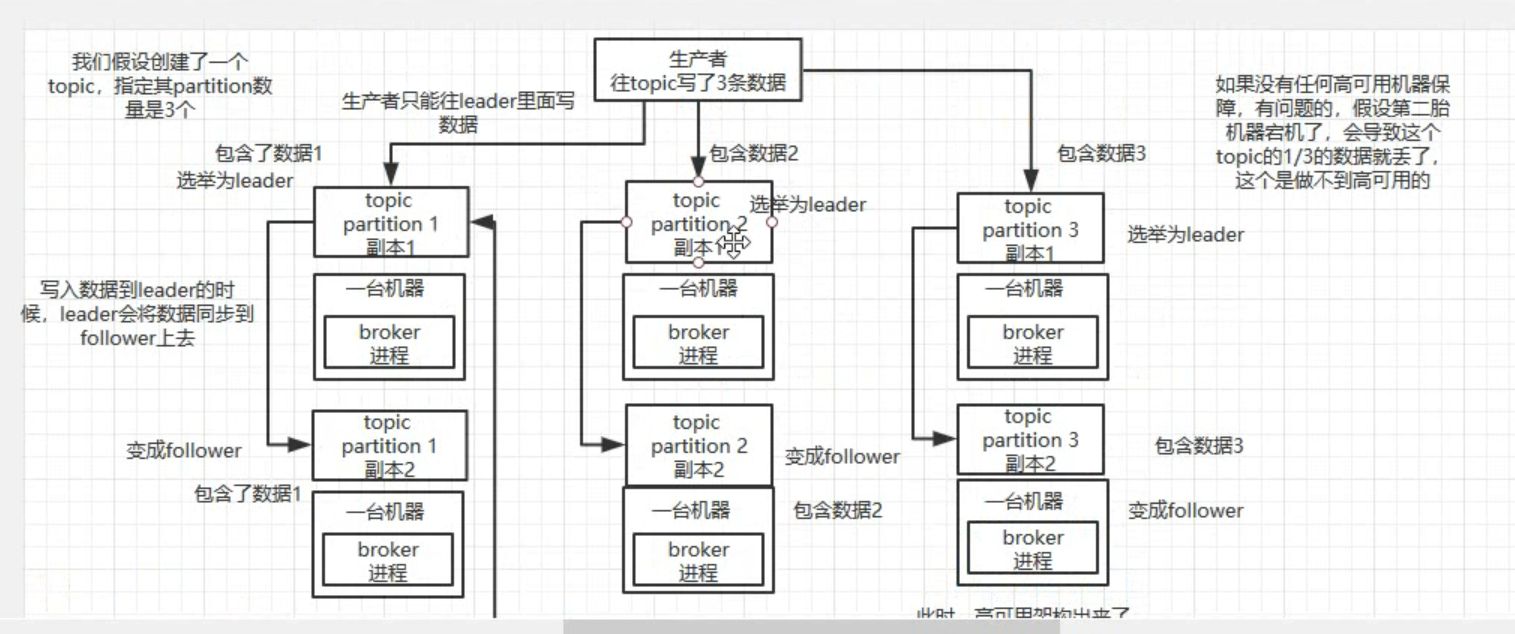 我们假设创建了一个
topic，指定其partition数
量是3个
生产者
往topic写了3条数据
如果没有任何高可用机器保
障，有问题的，假设第二胎
机器宕机了，会导致这个
topic的1/3的数据就丢了，
这个是做不到高可用的
生产者只能往leader里面写
数据
包含了数据1
选举为leader
包含数据2
包含数据3
topic
partition 1
副本1
topic
partition 2
副本1
选举为leader
topic
partition 3
副本1
选举为leader
写入数据到leader的时
候，leader会将数据同步到
follower上去
一台机器
broker
进程
一台机器
broker
进程
一台机器
broker
进程
变成follower
topic
partition 1
副本2
topic
partition 2
副本2
变成follower
topic
partition 3
副本2
包含数据3
包含了数据1
一台机器
broker
进程
一台机器
broker
进程
包含数据2
一台机器
broker
进程
变成follower
此时，高可用架构出来了